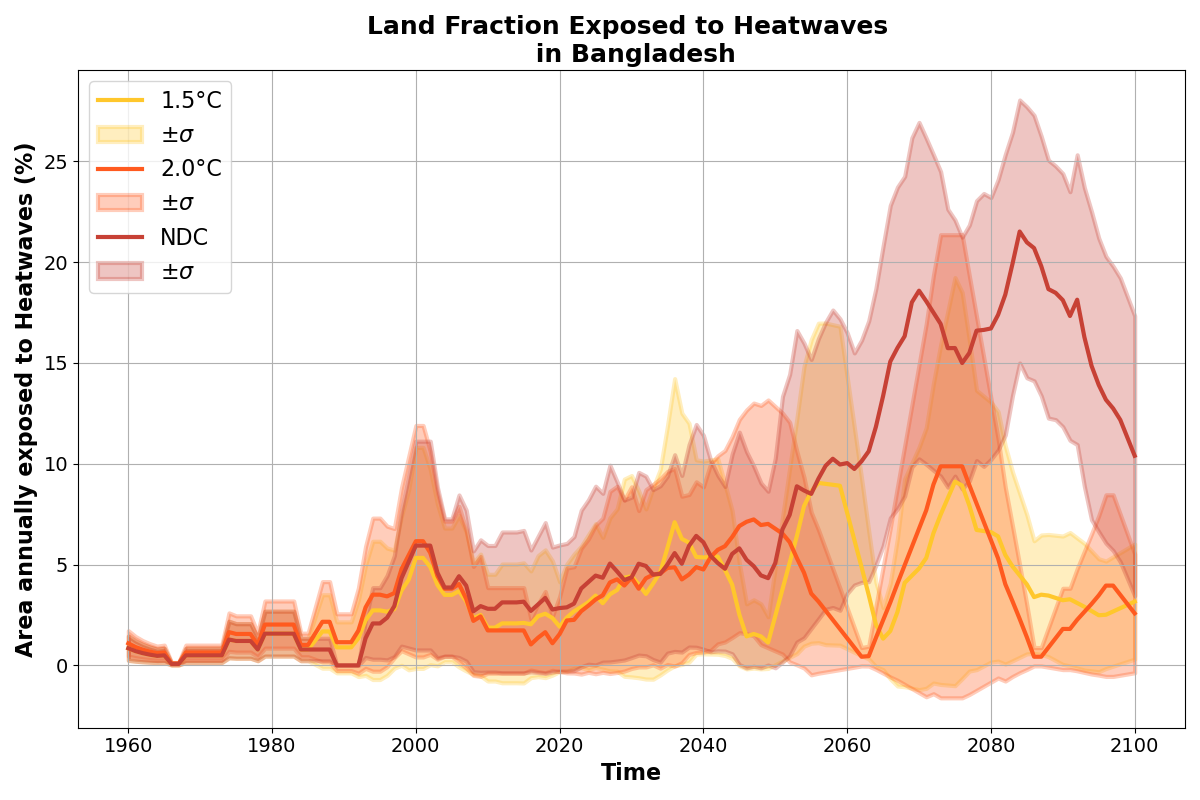 Land Fraction Exposed to Heatwaves
in Bangladesh
1.5°C
±σ
2.0°C
±σ
NDC
±σ
Area annually exposed to Heatwaves (%)
25
20
15
10
5
0
1960
1980
2000
2020
2040
2060
2080
2100
Time